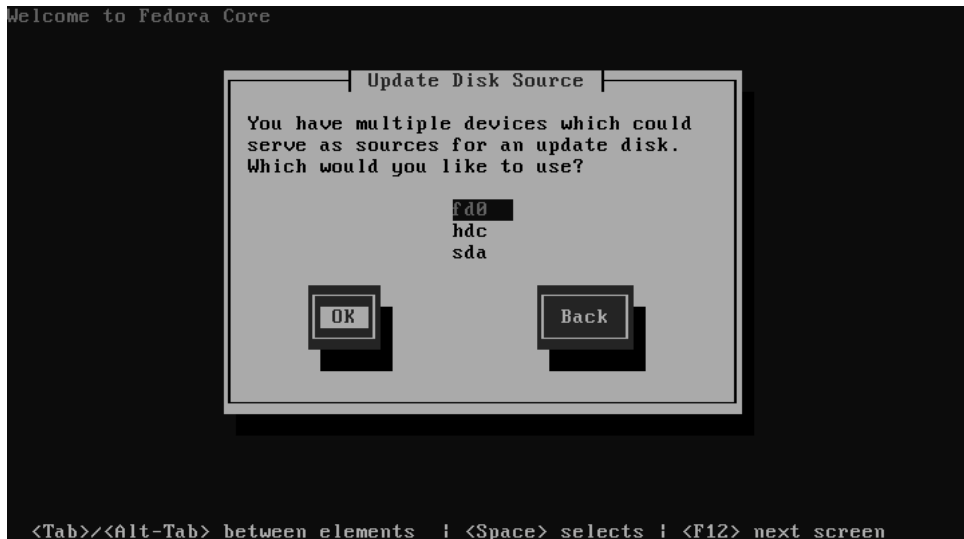 Welcome to Fedora Core
Update Disk Source
You have multiple devices which could
serve as sources for an update disk.
Which would you like to use?
fd0
hdc
sda
OK Back
<Tab>/<Alt-Tab> between elements | <Space> selects | <F12> next screen